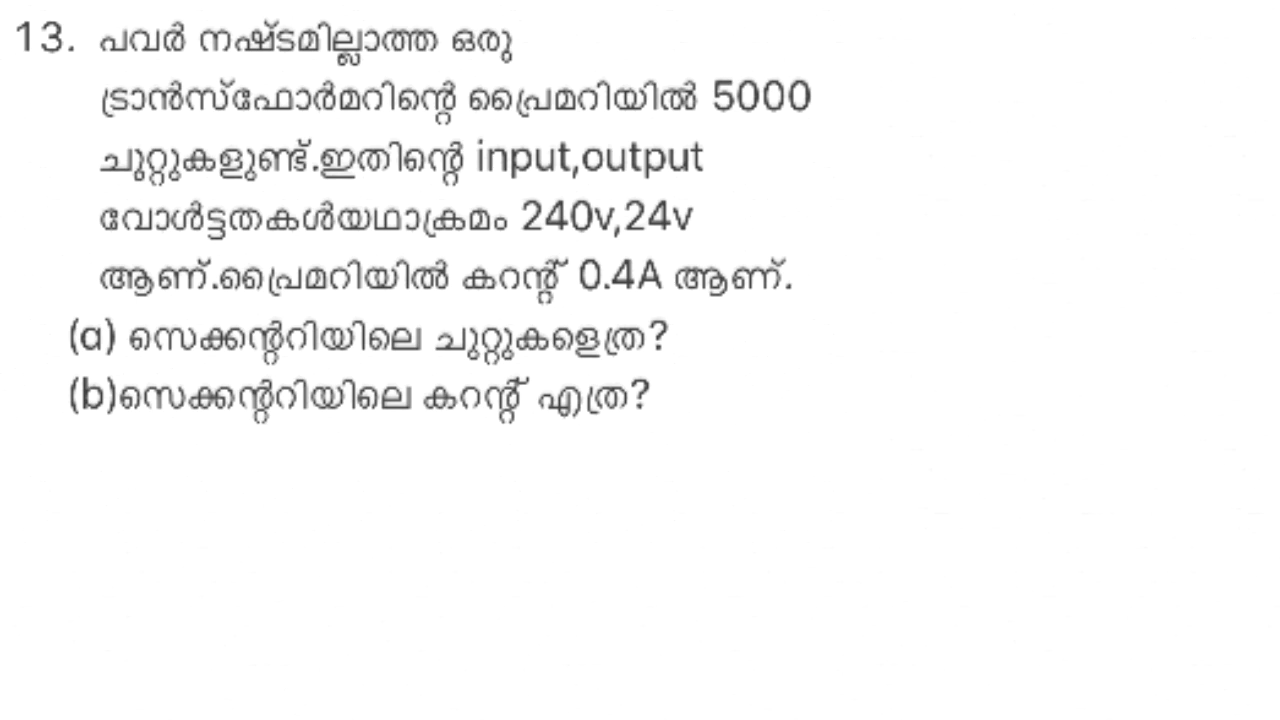 13. പവർ നഷ്ടമില്ലാത്ത ഒരു
ട്രാൻസ്ഫോർമറിന്റെ പ്രൈമറിയിൽ 5000
ചുറ്റുകളുണ്ട്.ഇതിന്റെ input,output
വോൾട്ടതകൾയഥാക്രമം 240v,24v
ആണ്.പ്രൈമറിയിൽ കറന്റ് 0.4A ആണ്.
(a) സെക്കന്ററിയിലെ ചുറ്റുകളെത്ര?
(b)സെക്കന്ററിയിലെ കറന്റ് എത്ര?